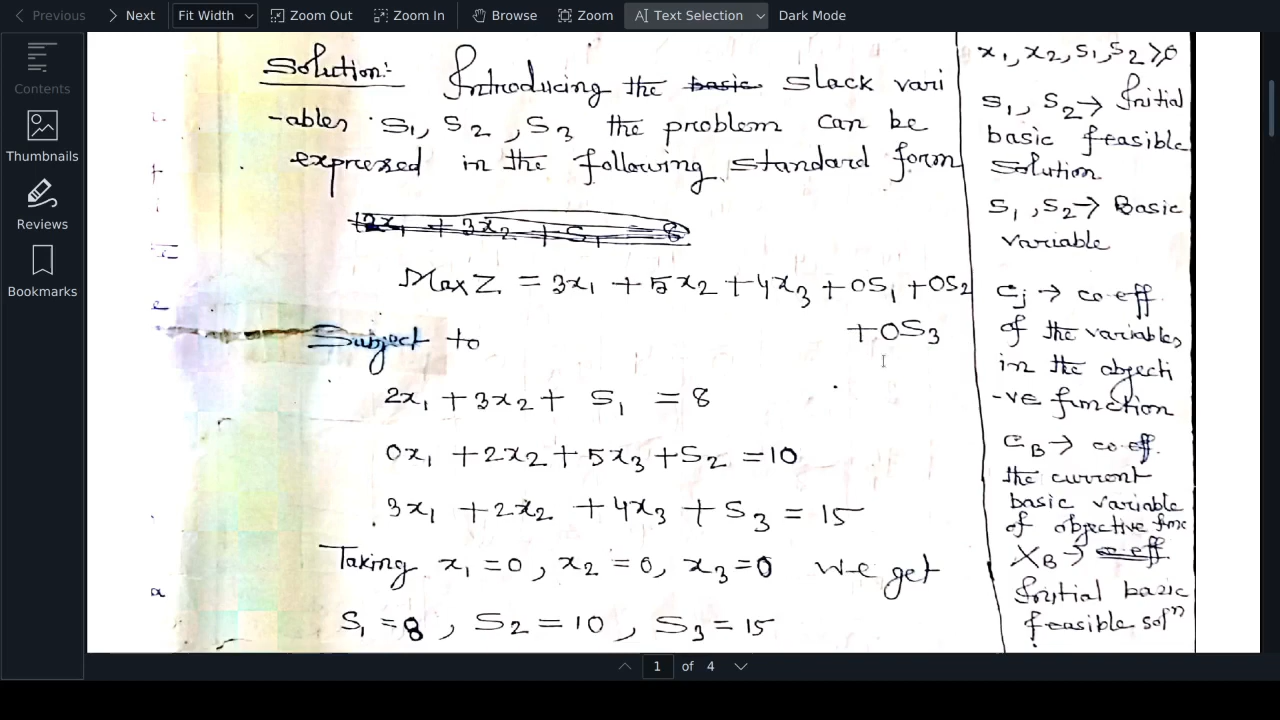 Previous Next Fit Width Zoom Out Zoom In Browse Zoom Text Selection Dark Mode
Contents
Thumbnails
Reviews
Bookmarks
Solution:- Introducing the basic slack vari
-ables S1, S2, S3 the problem can be
expressed in the following standard form
12x1 + 3x2 + S1 = 8
Max Z = 3x1 + 5x2 + 4x3 + 0S1 + 0S2
+ 0S3
Subject to
2x1 + 3x2 + S1 = 8
0x1 + 2x2 + 5x3 + S2 = 10
3x1 + 2x2 + 4x3 + S3 = 15
Taking x1 = 0, x2 = 0, x3 = 0 we get
S1 = 8, S2 = 10, S3 = 15
x1, x2, S1, S2 ≥ 0
S1, S2 → Initial
basic feasible
solution.
S1, S2 → Basic
variable
Cj → co-eff.
of the variables
in the objecti
-ve function
CB → co-eff.
the current
basic variable
of objective func
XB → co-eff
Initial basic
feasible solⁿ
1 of 4